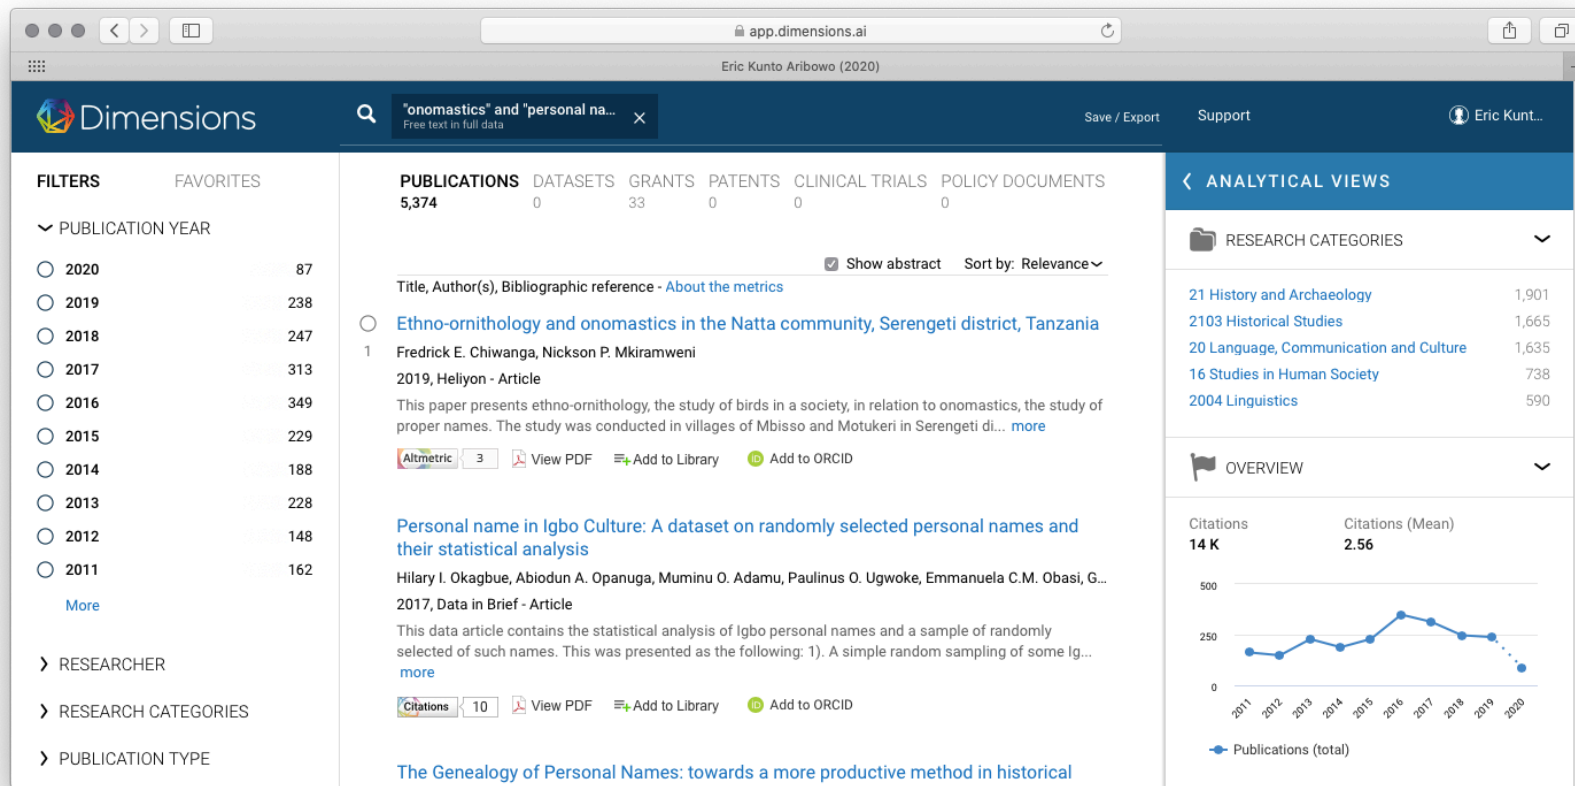 app.dimensions.ai
Eric Kunto Aribowo (2020)
Dimensions
"onomastics" and "personal na...
Free text in full data
Save / Export
Support
Eric Kunt...
FILTERS
FAVORITES
PUBLICATION YEAR
2020 87
2019 238
2018 247
2017 313
2016 349
2015 229
2014 188
2013 228
2012 148
2011 162
More
RESEARCHER
RESEARCH CATEGORIES
PUBLICATION TYPE
PUBLICATIONS DATASETS GRANTS PATENTS CLINICAL TRIALS POLICY DOCUMENTS
5,374 0 33 0 0 0
Show abstract Sort by: Relevance
Title, Author(s), Bibliographic reference - About the metrics
Ethno-ornithology and onomastics in the Natta community, Serengeti district, Tanzania
1 Fredrick E. Chiwanga, Nickson P. Mkiramweni
2019, Heliyon - Article
This paper presents ethno-ornithology, the study of birds in a society, in relation to onomastics, the study of
proper names. The study was conducted in villages of Mbisso and Motukeri in Serengeti di... more
Altmetric 3 View PDF Add to Library iD Add to ORCID
Personal name in Igbo Culture: A dataset on randomly selected personal names and
their statistical analysis
Hilary I. Okagbue, Abiodun A. Opanuga, Muminu O. Adamu, Paulinus O. Ugwoke, Emmanuela C.M. Obasi, G...
2017, Data in Brief - Article
This data article contains the statistical analysis of Igbo personal names and a sample of randomly
selected of such names. This was presented as the following: 1). A simple random sampling of some Ig...
more
Citations 10 View PDF Add to Library iD Add to ORCID
The Genealogy of Personal Names: towards a more productive method in historical
ANALYTICAL VIEWS
RESEARCH CATEGORIES
21 History and Archaeology 1,901
2103 Historical Studies 1,665
20 Language, Communication and Culture 1,635
16 Studies in Human Society 738
2004 Linguistics 590
OVERVIEW
Citations Citations (Mean)
14 K 2.56
500
250
0
2011 2012 2013 2014 2015 2016 2017 2018 2019 2020
Publications (total)